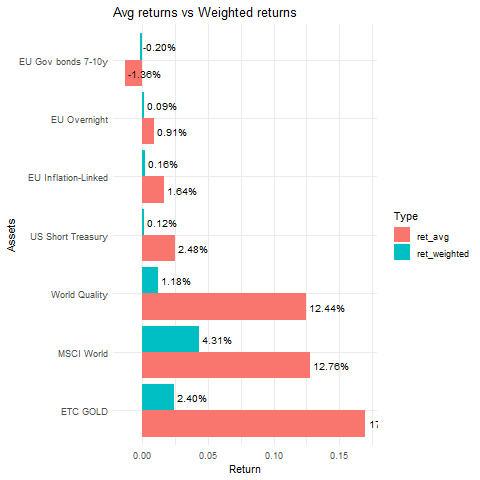 Avg returns vs Weighted returns
EU Gov bonds 7-10y
-0.20%
-1.36%
EU Overnight
0.09%
0.91%
EU Inflation-Linked
0.16%
1.64%
US Short Treasury
0.12%
2.48%
World Quality
1.18%
12.44%
MSCI World
4.31%
12.76%
ETC GOLD
2.40%
17
Assets
0.00 0.05 0.10 0.15
Return
Type
ret_avg
ret_weighted